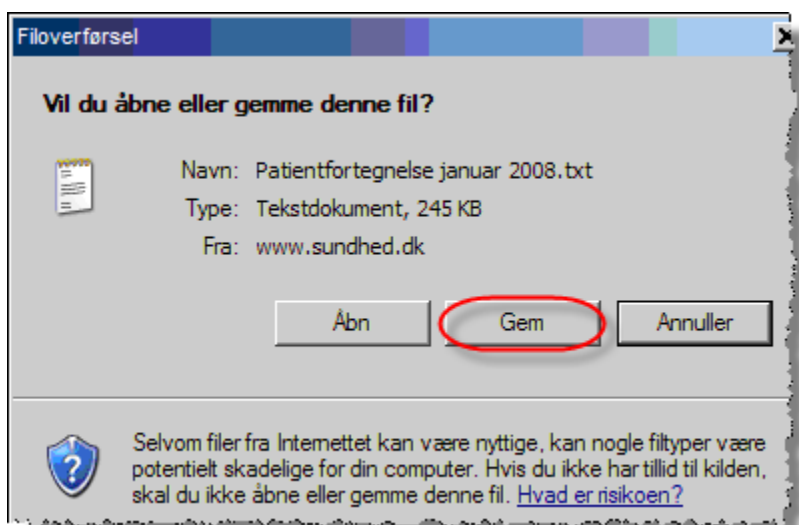 Filoverførsel
Vil du åbne eller gemme denne fil?
Navn: Patientfortegnelse januar 2008.txt
Type: Tekstdokument, 245 KB
Fra: www.sundhed.dk
Åbn Gem Annuller
Selvom filer fra Internettet kan være nyttige, kan nogle filtyper være
potentielt skadelige for din computer. Hvis du ikke har tillid til kilden,
skal du ikke åbne eller gemme denne fil. Hvad er risikoen?